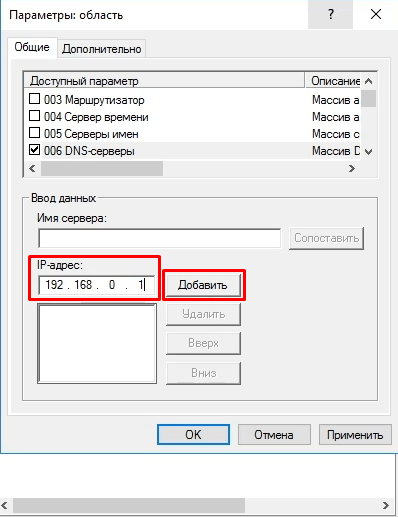 Параметры: область
?
Общие
Дополнительно
Доступный параметр
Описание
003 Маршрутизатор
Массив а
004 Сервер времени
Массив а
005 Серверы имен
Массив с
006 DNS-серверы
Массив D
Ввод данных
Имя сервера:
Сопоставить
IP-адрес:
192 . 168 . 0 . 1
Добавить
Удалить
Вверх
Вниз
OK
Отмена
Применить